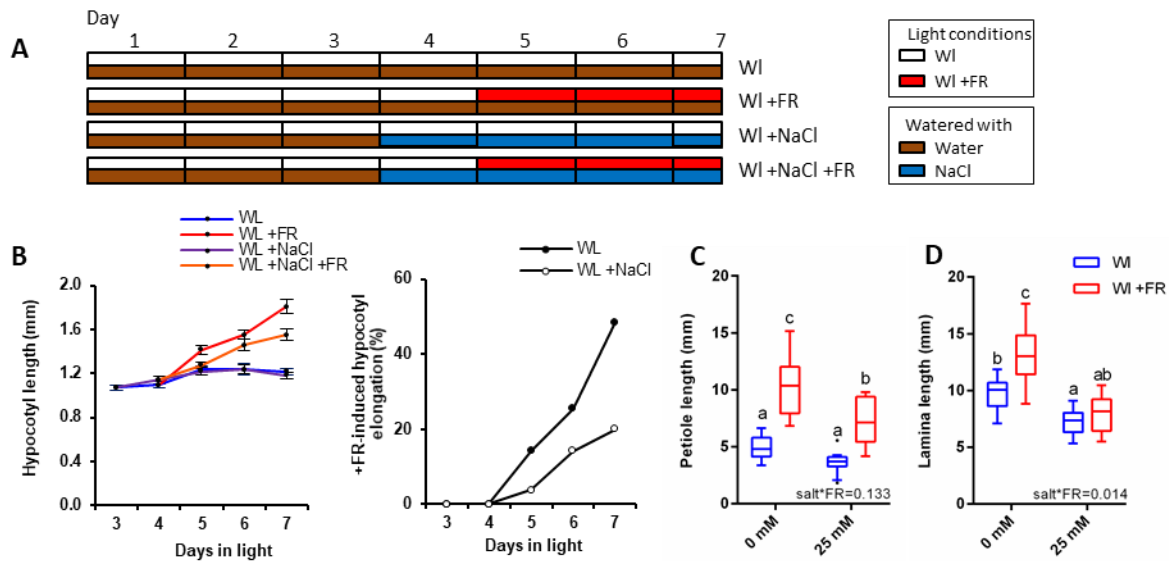 Day
A
1 2 3 4 5 6 7
Wl
Wl +FR
Wl +NaCl
Wl +NaCl +FR
Light conditions
Wl
Wl +FR
Watered with
Water
NaCl
B
WL
WL +FR
WL +NaCl
WL +NaCl +FR
Hypocotyl length (mm)
2.0
1.6
1.2
0.8
0.4
0.0
3 4 5 6 7
Days in light
WL
WL +NaCl
+FR-induced hypocotyl
elongation (%)
60
40
20
0
3 4 5 6 7
Days in light
C
Petiole length (mm)
20
15
10
5
0
a
c
a
b
salt*FR=0.133
0 mM
25 mM
D
Wl
Wl +FR
Lamina length (mm)
20
15
10
5
0
b
c
a
ab
salt*FR=0.014
0 mM
25 mM